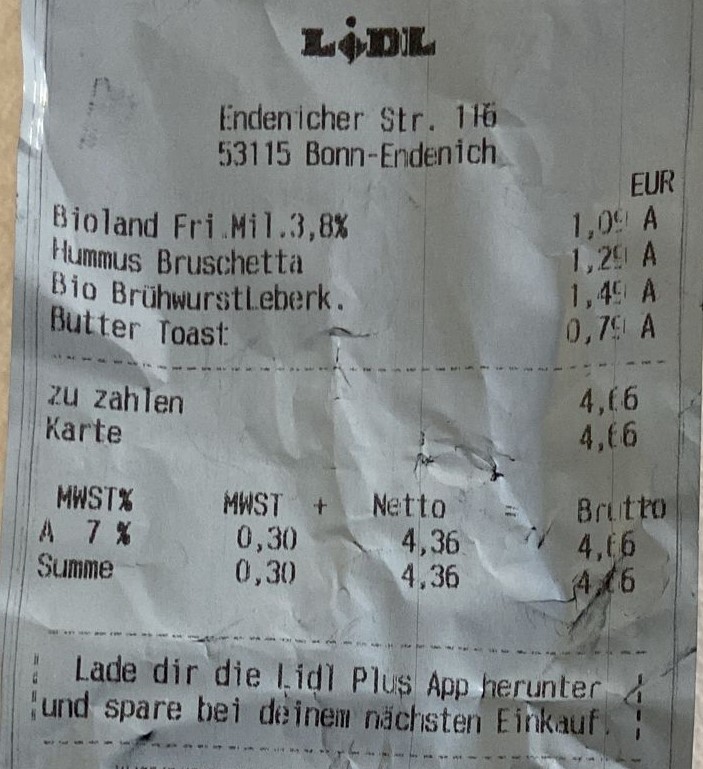 LIDL
Endenicher Str. 116
53115 Bonn-Endenich
EUR
Bioland Fri.Mil.3,8% 1,09 A
Hummus Bruschetta 1,29 A
Bio BrühwurstLeberk. 1,49 A
Butter Toast 0,79 A
zu zahlen 4,66
Karte 4,66
MWST% MWST + Netto = Brutto
A 7 % 0,30 4,36 4,66
Summe 0,30 4,36 4,66
Lade dir die Lidl Plus App herunter
und spare bei deinem nächsten Einkauf.